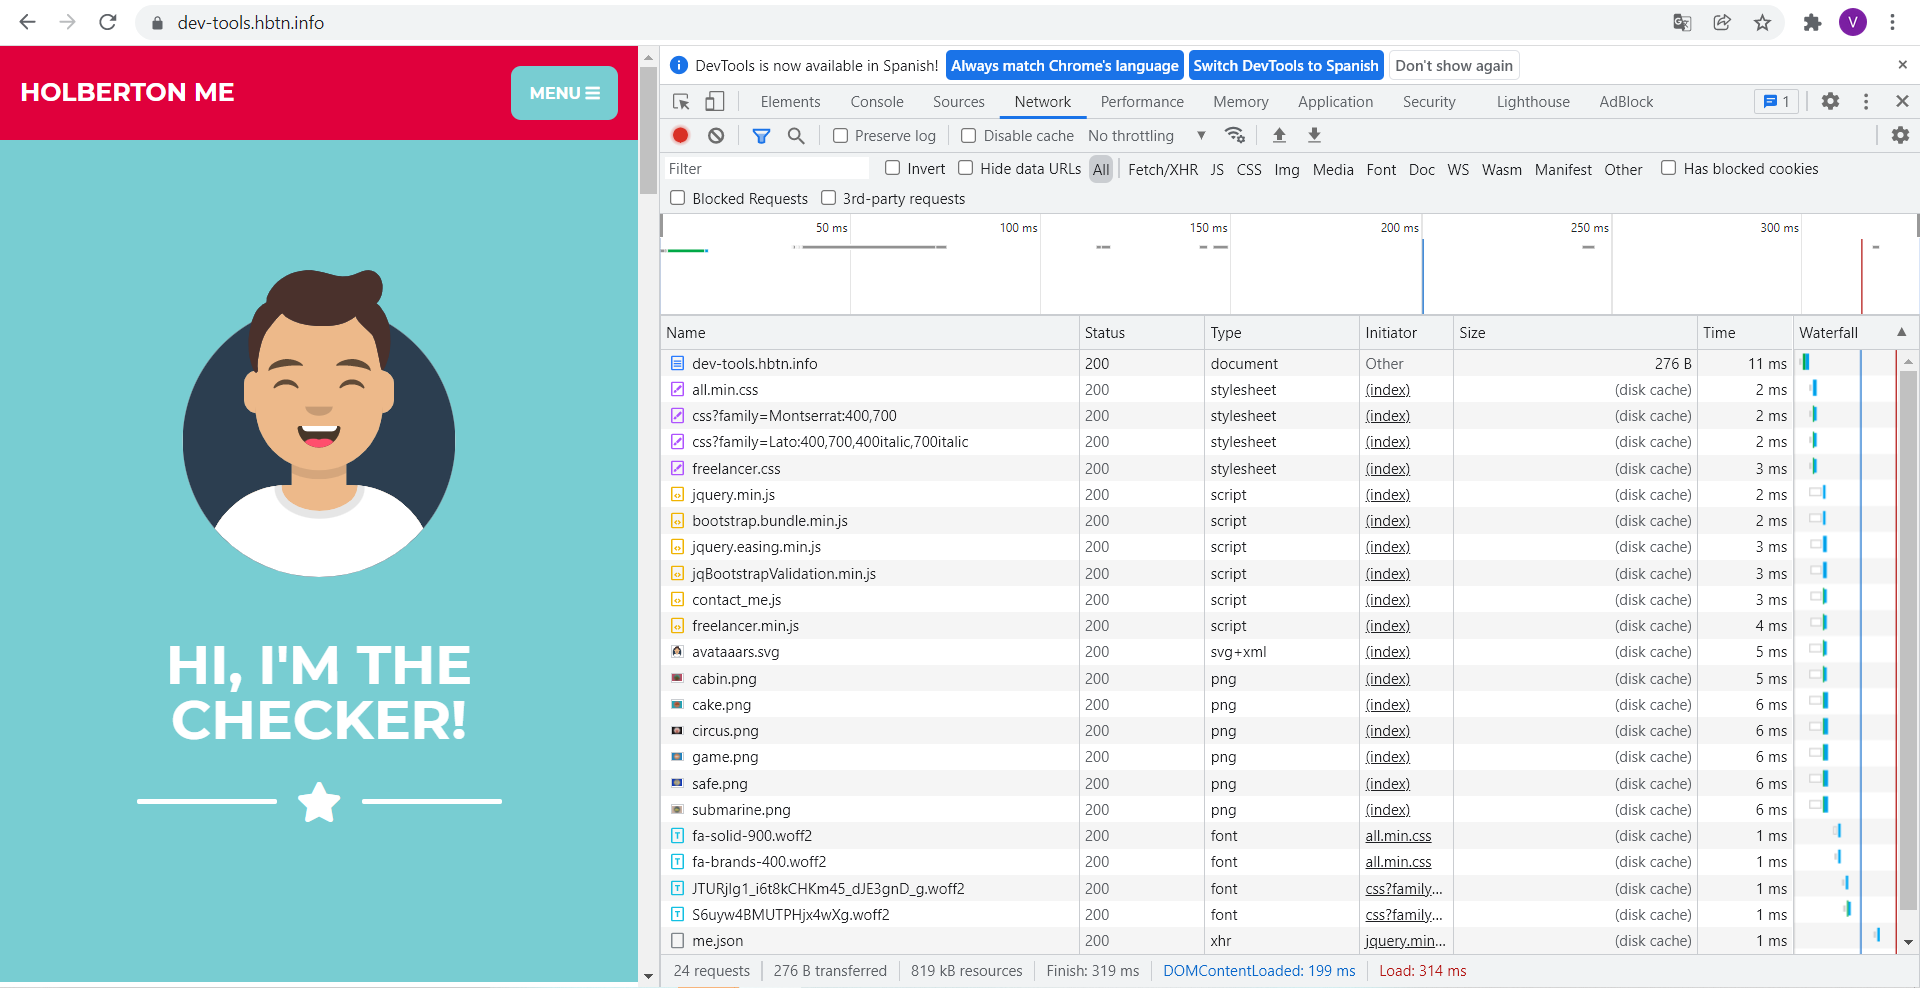 dev-tools.hbtn.info
V
HOLBERTON ME
MENU
HI, I'M THE
CHECKER!
DevTools is now available in Spanish! Always match Chrome's language Switch DevTools to Spanish Don't show again
Elements Console Sources Network Performance Memory Application Security Lighthouse AdBlock 1
Preserve log Disable cache No throttling
Filter Invert Hide data URLs All Fetch/XHR JS CSS Img Media Font Doc WS Wasm Manifest Other Has blocked cookies
Blocked Requests 3rd-party requests
50 ms 100 ms 150 ms 200 ms 250 ms 300 ms
Name Status Type Initiator Size Time Waterfall
dev-tools.hbtn.info 200 document Other 276 B 11 ms
all.min.css 200 stylesheet (index) (disk cache) 2 ms
css?family=Montserrat:400,700 200 stylesheet (index) (disk cache) 2 ms
css?family=Lato:400,700,400italic,700italic 200 stylesheet (index) (disk cache) 2 ms
freelancer.css 200 stylesheet (index) (disk cache) 3 ms
jquery.min.js 200 script (index) (disk cache) 2 ms
bootstrap.bundle.min.js 200 script (index) (disk cache) 2 ms
jquery.easing.min.js 200 script (index) (disk cache) 3 ms
jqBootstrapValidation.min.js 200 script (index) (disk cache) 3 ms
contact_me.js 200 script (index) (disk cache) 3 ms
freelancer.min.js 200 script (index) (disk cache) 4 ms
avataaars.svg 200 svg+xml (index) (disk cache) 5 ms
cabin.png 200 png (index) (disk cache) 5 ms
cake.png 200 png (index) (disk cache) 6 ms
circus.png 200 png (index) (disk cache) 6 ms
game.png 200 png (index) (disk cache) 6 ms
safe.png 200 png (index) (disk cache) 6 ms
submarine.png 200 png (index) (disk cache) 6 ms
fa-solid-900.woff2 200 font all.min.css (disk cache) 1 ms
fa-brands-400.woff2 200 font all.min.css (disk cache) 1 ms
JTURjIg1_i6t8kCHKm45_dJE3gnD_g.woff2 200 font css?family... (disk cache) 1 ms
S6uyw4BMUTPHjx4wXg.woff2 200 font css?family... (disk cache) 1 ms
me.json 200 xhr jquery.min... (disk cache) 1 ms
24 requests 276 B transferred 819 kB resources Finish: 319 ms DOMContentLoaded: 199 ms Load: 314 ms